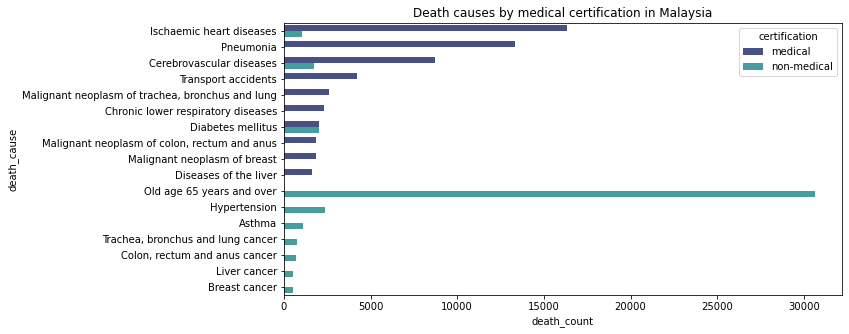 Death causes by medical certification in Malaysia
certification
medical
non-medical
death_cause
Ischaemic heart diseases
Pneumonia
Cerebrovascular diseases
Transport accidents
Malignant neoplasm of trachea, bronchus and lung
Chronic lower respiratory diseases
Diabetes mellitus
Malignant neoplasm of colon, rectum and anus
Malignant neoplasm of breast
Diseases of the liver
Old age 65 years and over
Hypertension
Asthma
Trachea, bronchus and lung cancer
Colon, rectum and anus cancer
Liver cancer
Breast cancer
0 5000 10000 15000 20000 25000 30000
death_count